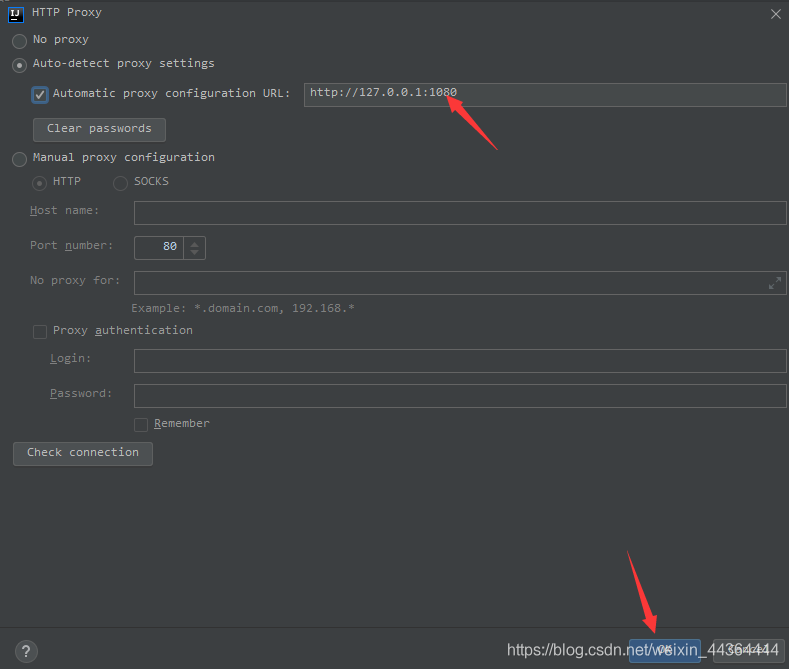 IJ HTTP Proxy
No proxy
Auto-detect proxy settings
Automatic proxy configuration URL: http://127.0.0.1:1080
Clear passwords
Manual proxy configuration
HTTP SOCKS
Host name:
Port number: 80
No proxy for:
Example: *.domain.com, 192.168.*
Proxy authentication
Login:
Password:
Remember
Check connection
? https://blog.csdn.net/weixin_44364444